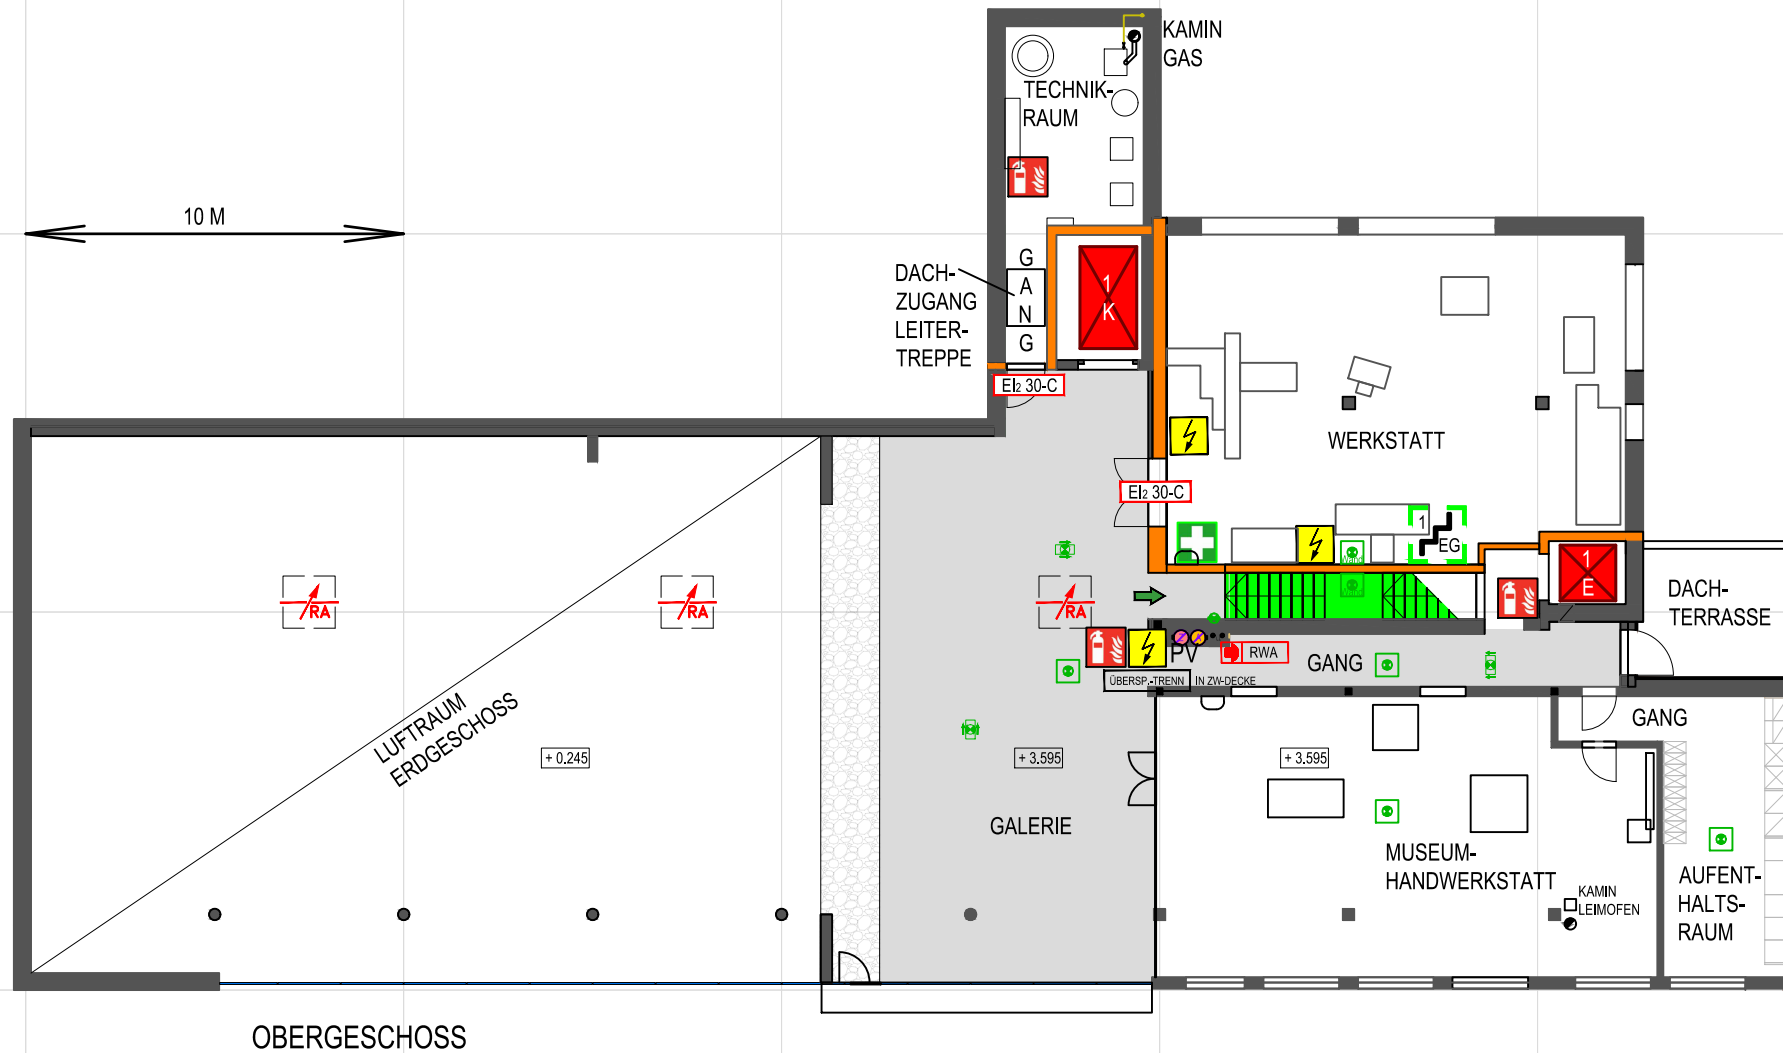 KAMIN
GAS
TECHNIK-
RAUM
10 M
G
A
N
G
DACH-
ZUGANG
LEITER-
TREPPE
1
K
EI2 30-C
WERKSTATT
EI2 30-C
1
EG
1
E
DACH-
TERRASSE
RA
RA
RA
PV
RWA
GANG
ÜBERSP.-TRENN IN ZW-DECKE
GANG
LUFTRAUM
ERDGESCHOSS
+ 0.245
+ 3.595
+ 3.595
GALERIE
MUSEUM-
HANDWERKSTATT
KAMIN
LEIMOFEN
AUFENT-
HALTS-
RAUM
OBERGESCHOSS